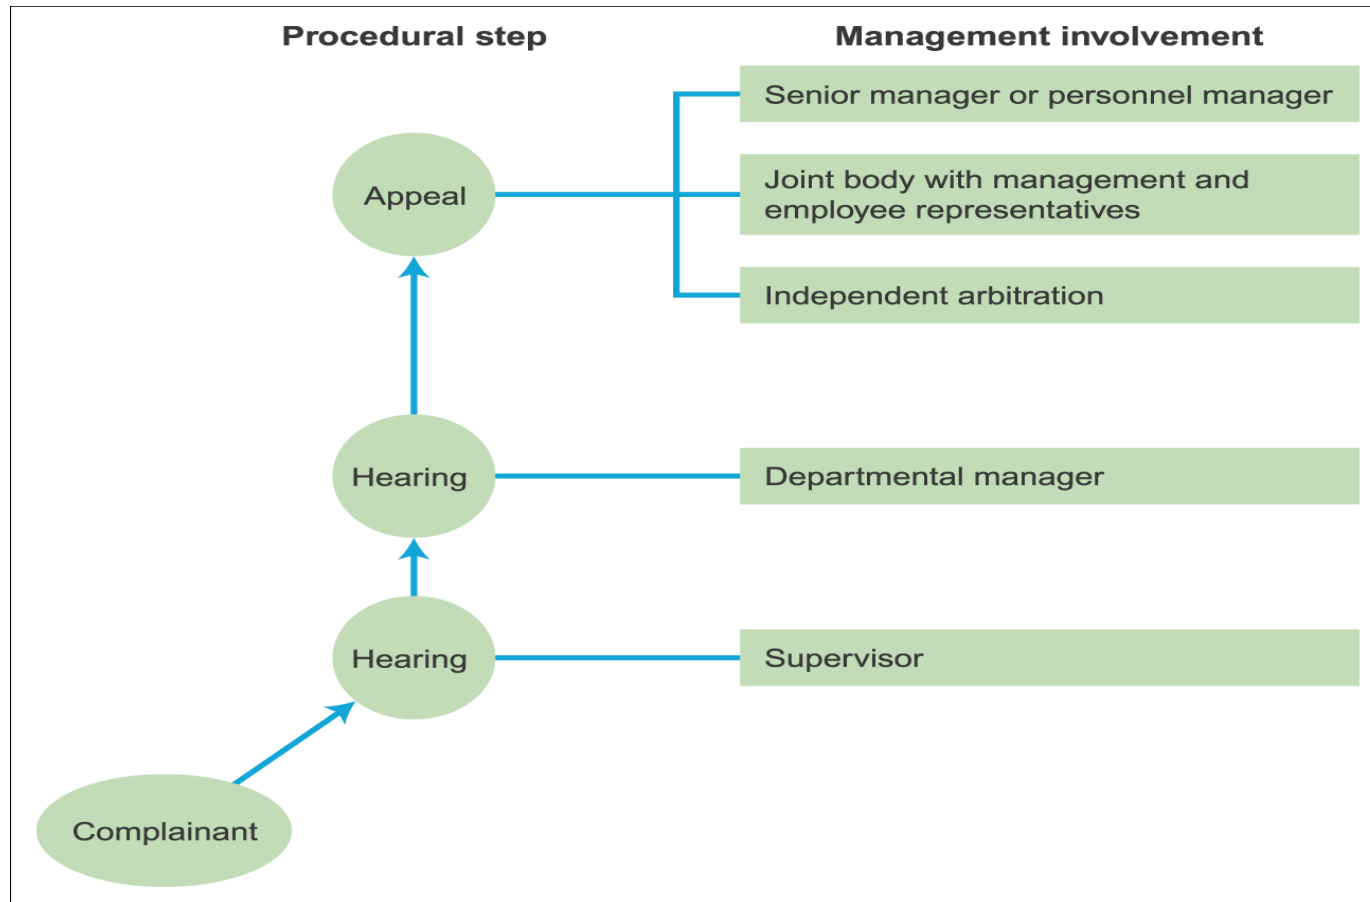 Procedural step
Management involvement
Senior manager or personnel manager
Appeal
Joint body with management and
employee representatives
Independent arbitration
Hearing
Departmental manager
Hearing
Supervisor
Complainant